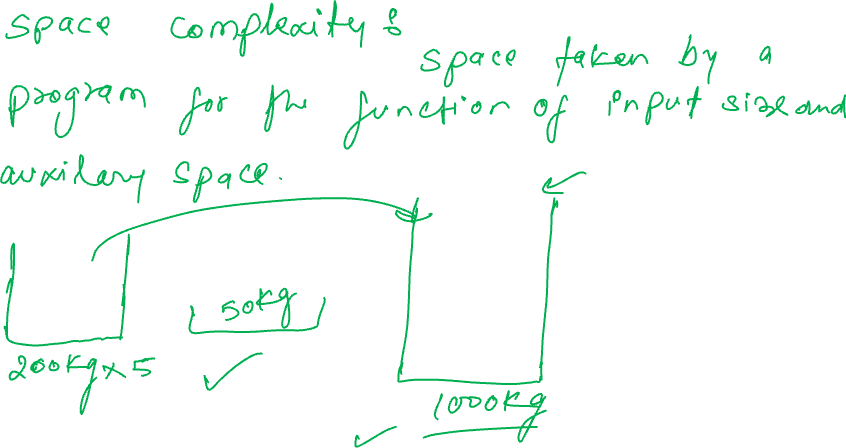 space complexity :
space taken by a
program for the function of input size and
auxilary space.
50kg
200kg x 5
1000kg